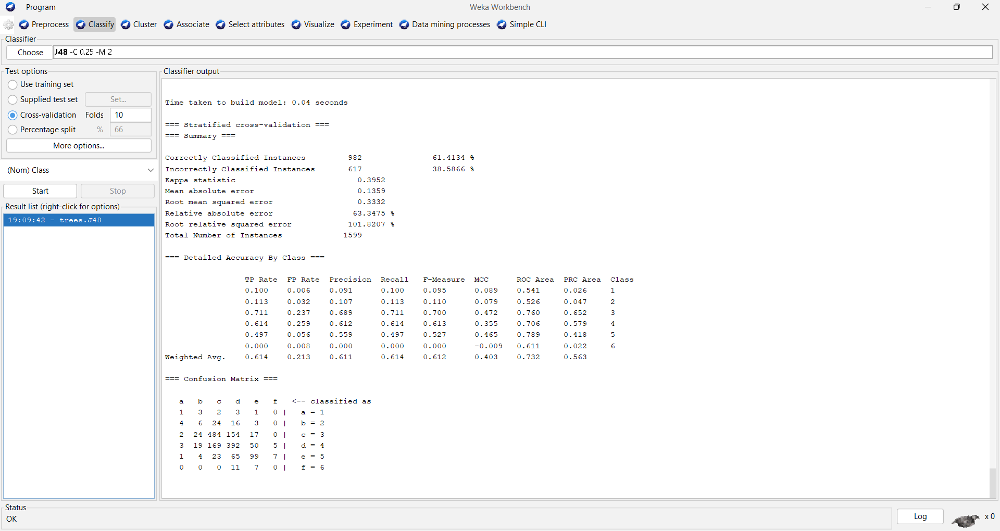 Program
Weka Workbench
Preprocess Classify Cluster Associate Select attributes Visualize Experiment Data mining processes Simple CLI
Classifier
Choose J48 -C 0.25 -M 2
Test options
Use training set
Supplied test set Set...
Cross-validation Folds 10
Percentage split % 66
More options...
(Nom) Class
Start Stop
Result list (right-click for options)
19:09:42 - trees.J48
Classifier output
Time taken to build model: 0.04 seconds
=== Stratified cross-validation ===
=== Summary ===
Correctly Classified Instances 982 61.4134 %
Incorrectly Classified Instances 617 38.5866 %
Kappa statistic 0.3952
Mean absolute error 0.1359
Root mean squared error 0.3332
Relative absolute error 63.3475 %
Root relative squared error 101.8207 %
Total Number of Instances 1599
=== Detailed Accuracy By Class ===
TP Rate FP Rate Precision Recall F-Measure MCC ROC Area PRC Area Class
0.100 0.006 0.091 0.100 0.095 0.089 0.541 0.026 1
0.113 0.032 0.107 0.113 0.110 0.079 0.526 0.047 2
0.711 0.237 0.689 0.711 0.700 0.472 0.760 0.652 3
0.614 0.259 0.612 0.614 0.613 0.355 0.706 0.579 4
0.497 0.056 0.559 0.497 0.527 0.465 0.789 0.418 5
0.000 0.008 0.000 0.000 0.000 -0.009 0.611 0.022 6
Weighted Avg. 0.614 0.213 0.611 0.614 0.612 0.403 0.732 0.563
=== Confusion Matrix ===
a b c d e f <-- classified as
1 3 2 3 1 0 | a = 1
4 6 24 16 3 0 | b = 2
2 24 484 154 17 0 | c = 3
3 19 169 392 50 5 | d = 4
1 4 23 65 99 7 | e = 5
0 0 0 11 7 0 | f = 6
Status
OK
Log x 0